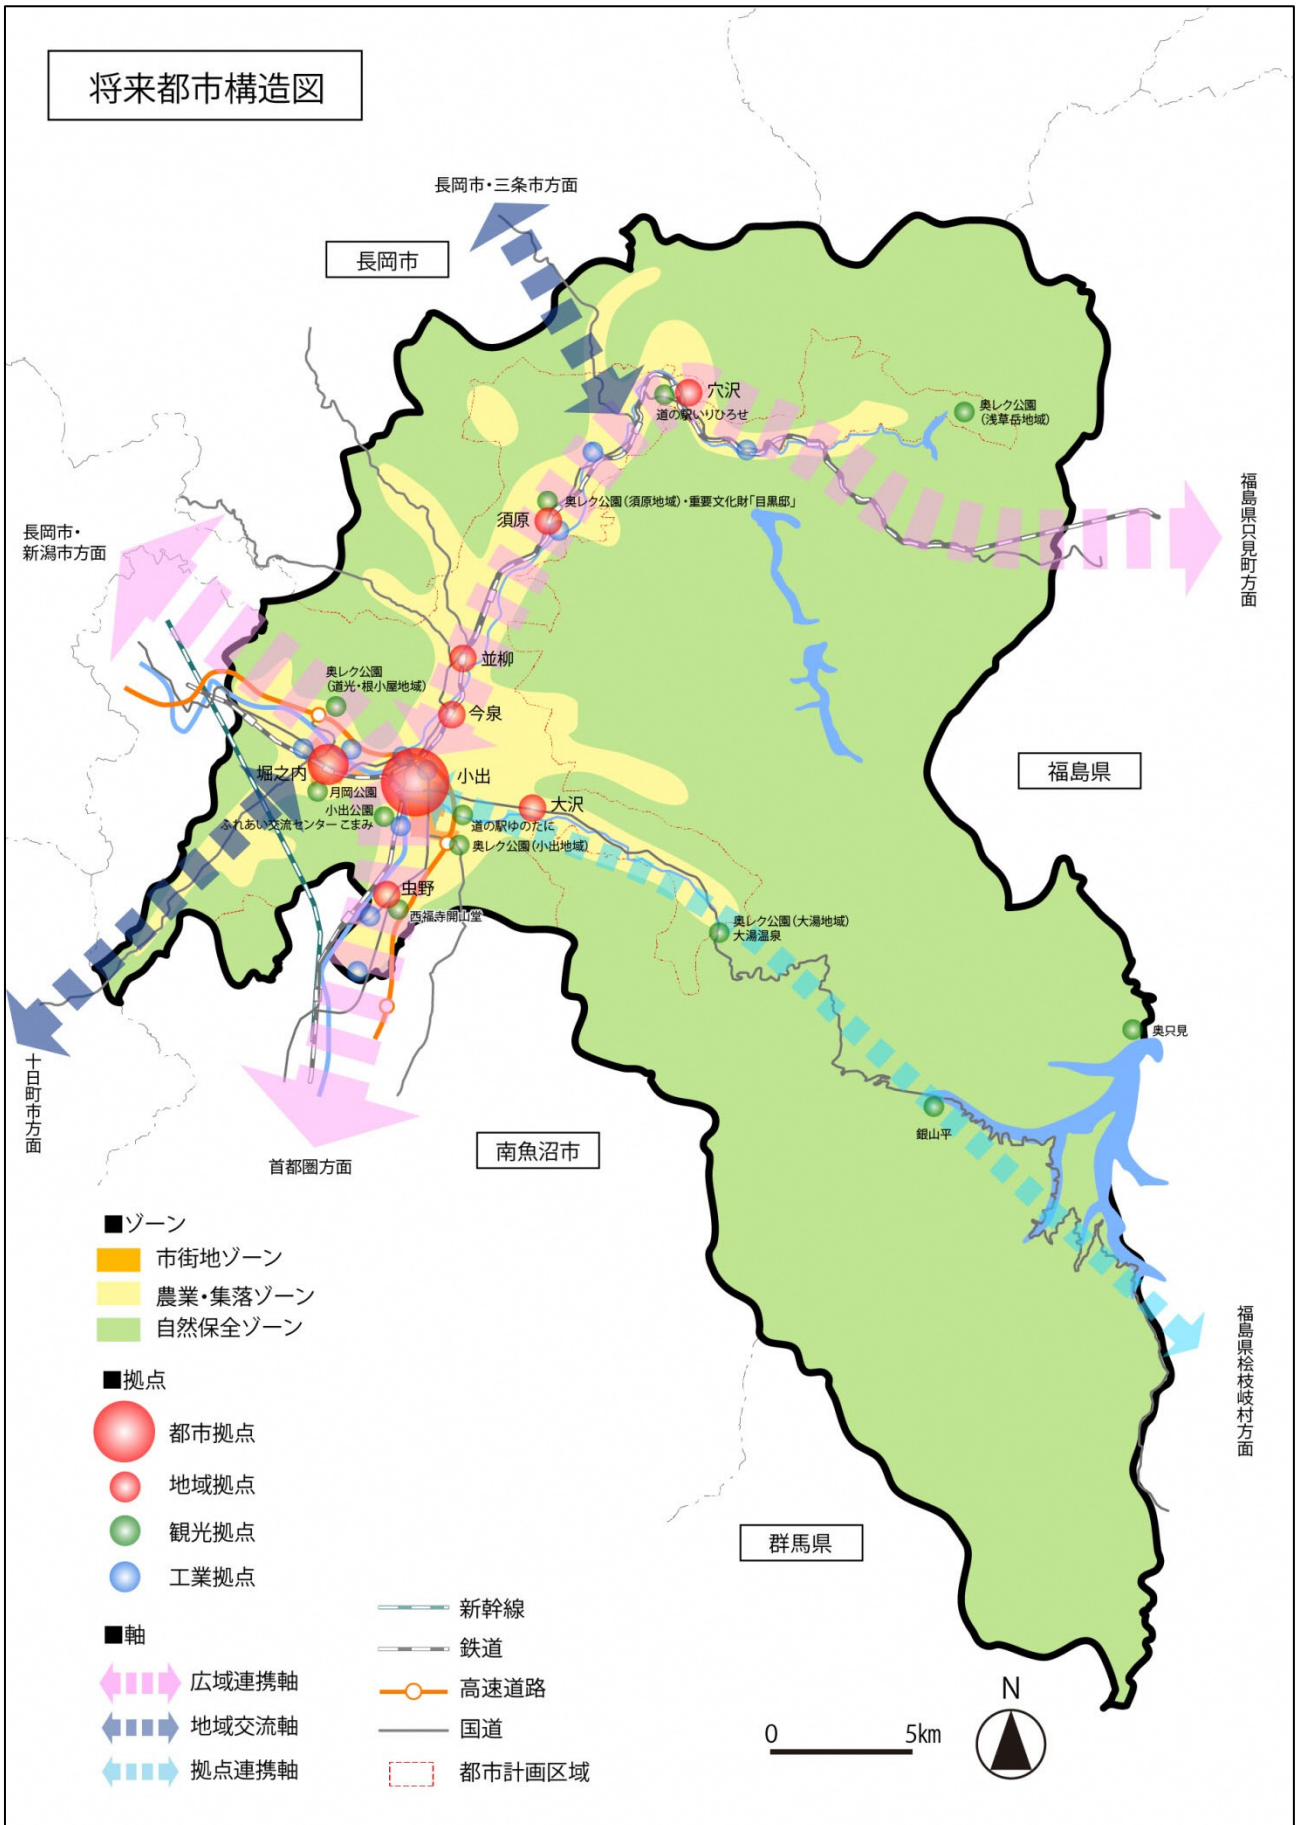 将来都市構造図
長岡市・三条市方面
長岡市
穴沢
道の駅いりひろせ
奥レク公園
(浅草岳地域)
福島県只見町方面
奥レク公園(須原地域)・重要文化財「目黒邸」
須原
長岡市・
新潟市方面
並柳
奥レク公園
(道光・根小屋地域)
今泉
福島県
堀之内
小出
月岡公園
大沢
小出公園
ふれあい交流センター こまみ
道の駅ゆのたに
奥レク公園(小出地域)
虫野
西福寺開山堂
奥レク公園(大湯地域)
大湯温泉
奥只見
十日町市方面
銀山平
南魚沼市
首都圏方面
福島県桧枝岐村方面
■ゾーン
市街地ゾーン
農業・集落ゾーン
自然保全ゾーン
■拠点
都市拠点
地域拠点
観光拠点
工業拠点
群馬県
■軸
広域連携軸
地域交流軸
拠点連携軸
新幹線
鉄道
高速道路
国道
都市計画区域
0 5km
N